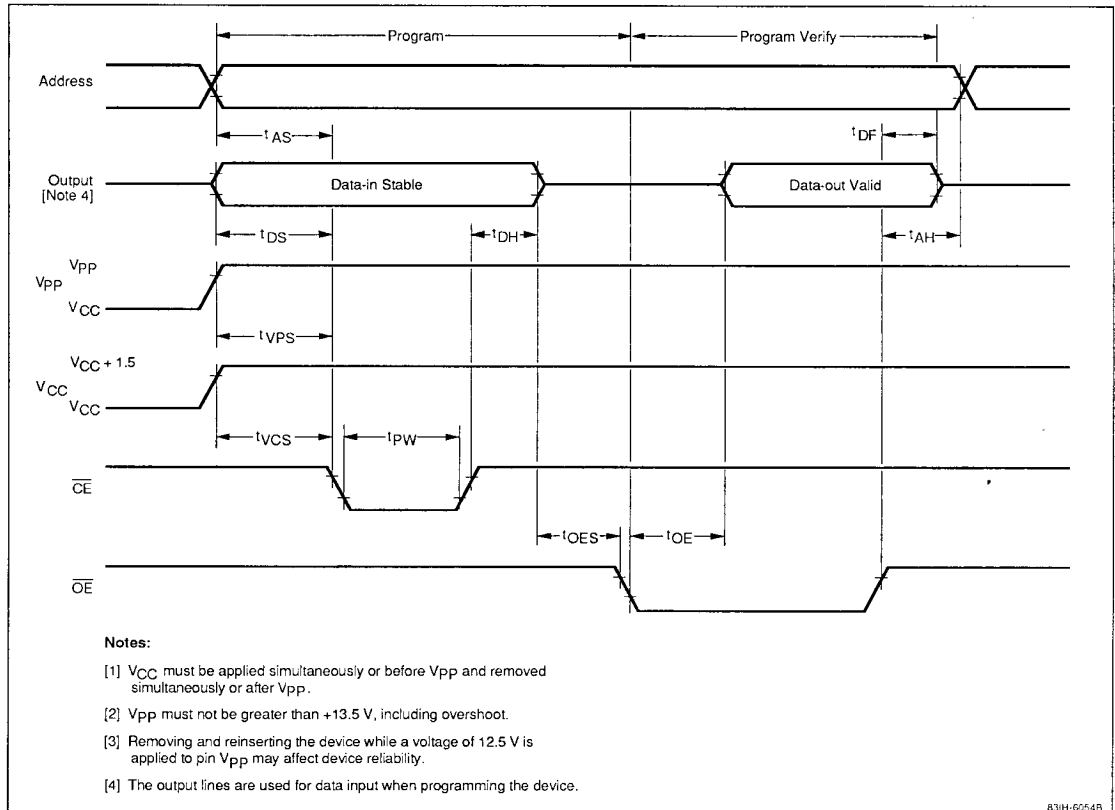 Program Program Verify
Address
tAS tDF
Output
[Note 4]
Data-in Stable Data-out Valid
tDS tDH tAH
VPP
VPP
VCC
tVPS
VCC + 1.5
VCC
VCC
tVCS tPW
CE
tOES tOE
OE
Notes:
[1] VCC must be applied simultaneously or before VPP and removed
simultaneously or after VPP.
[2] VPP must not be greater than +13.5 V, including overshoot.
[3] Removing and reinserting the device while a voltage of 12.5 V is
applied to pin VPP may affect device reliability.
[4] The output lines are used for data input when programming the device.
83IH-6054B